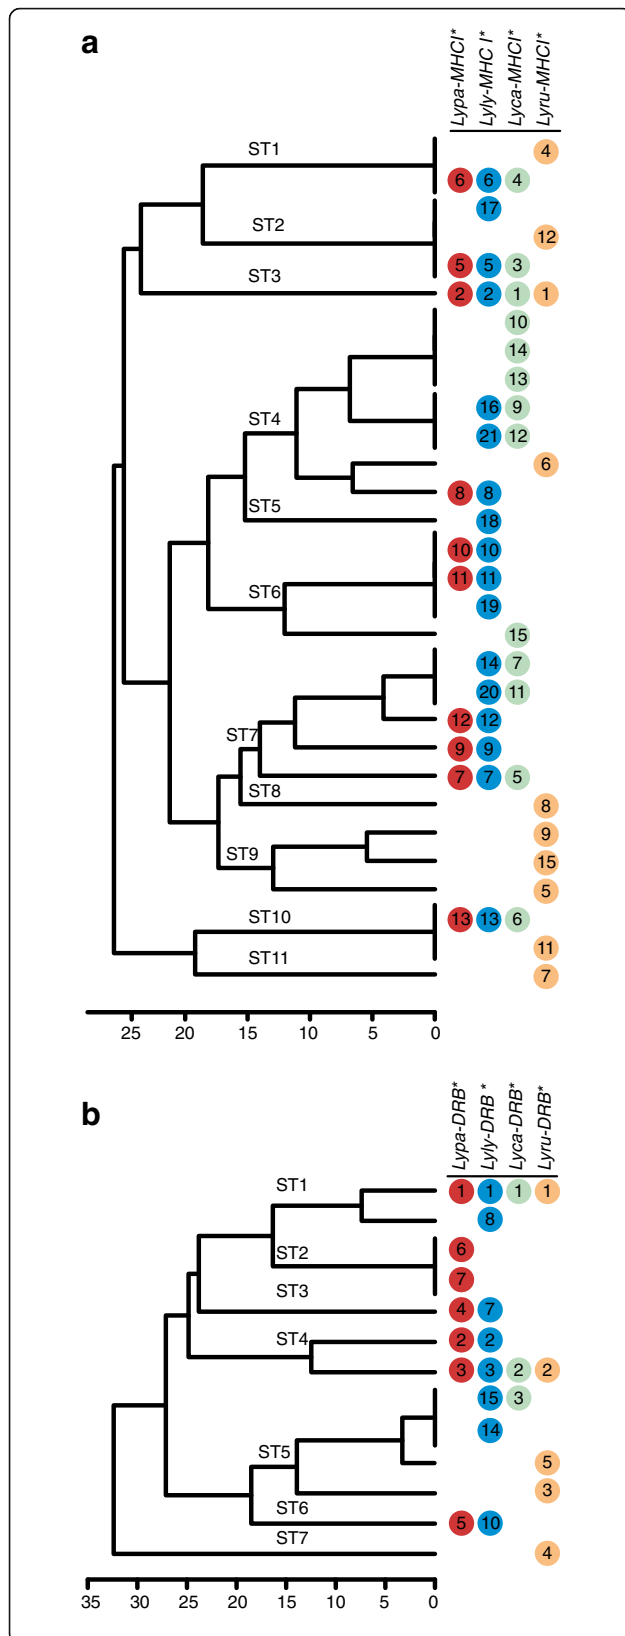 a
Lypa-MHCI* Lyly-MHC I* Lyca-MHCI* Lyru-MHCI*
ST1 4
6 6 4
17
ST2 12
5 5 3
ST3 2 2 1 1
10
14
13
16 9
ST4 21 12
6
8 8
ST5 18
10 10
11 11
ST6 19
15
14 7
20 11
12 12
ST7 9 9
7 7 5
ST8 8
9
ST9 15
5
ST10 13 13 6
11
ST11 7
25 20 15 10 5 0
b
Lypa-DRB* Lyly-DRB * Lyca-DRB* Lyru-DRB*
ST1 1 1 1 1
8
ST2 6
7
ST3 4 7
ST4 2 2
3 3 2 2
15 3
14
ST5 5
3
ST6 5 10
ST7 4
35 30 25 20 15 10 5 0